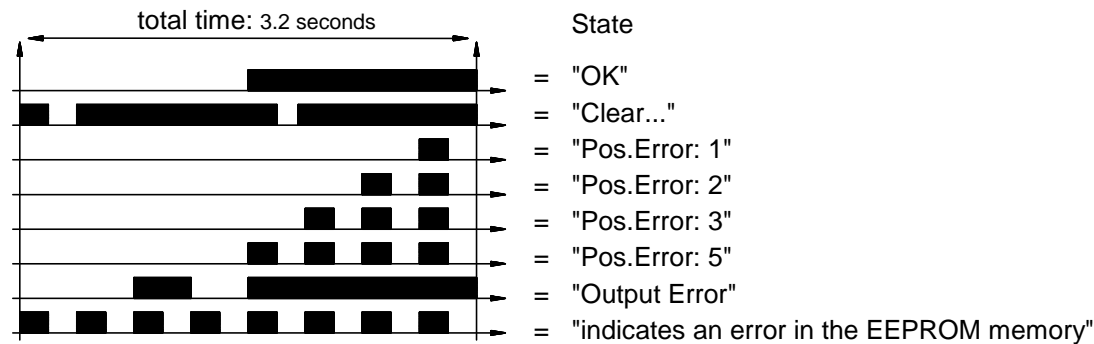 total time: 3.2 seconds State
= "OK"
= "Clear..."
= "Pos.Error: 1"
= "Pos.Error: 2"
= "Pos.Error: 3"
= "Pos.Error: 5"
= "Output Error"
= "indicates an error in the EEPROM memory"